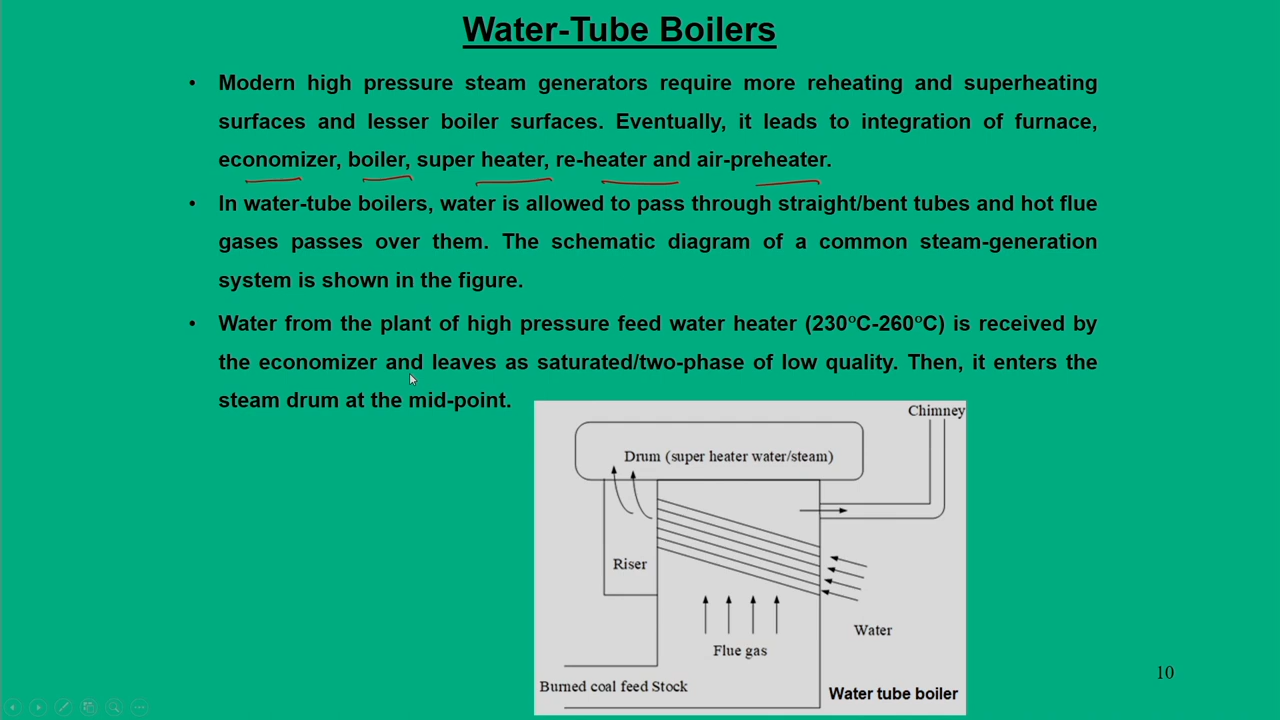 Water-Tube Boilers
• Modern high pressure steam generators require more reheating and superheating
surfaces and lesser boiler surfaces. Eventually, it leads to integration of furnace,
economizer, boiler, super heater, re-heater and air-preheater.
• In water-tube boilers, water is allowed to pass through straight/bent tubes and hot flue
gases passes over them. The schematic diagram of a common steam-generation
system is shown in the figure.
• Water from the plant of high pressure feed water heater (230°C-260°C) is received by
the economizer and leaves as saturated/two-phase of low quality. Then, it enters the
steam drum at the mid-point.
Chimney
Drum (super heater water/steam)
Riser
Water
Flue gas
Burned coal feed Stock
Water tube boiler
10